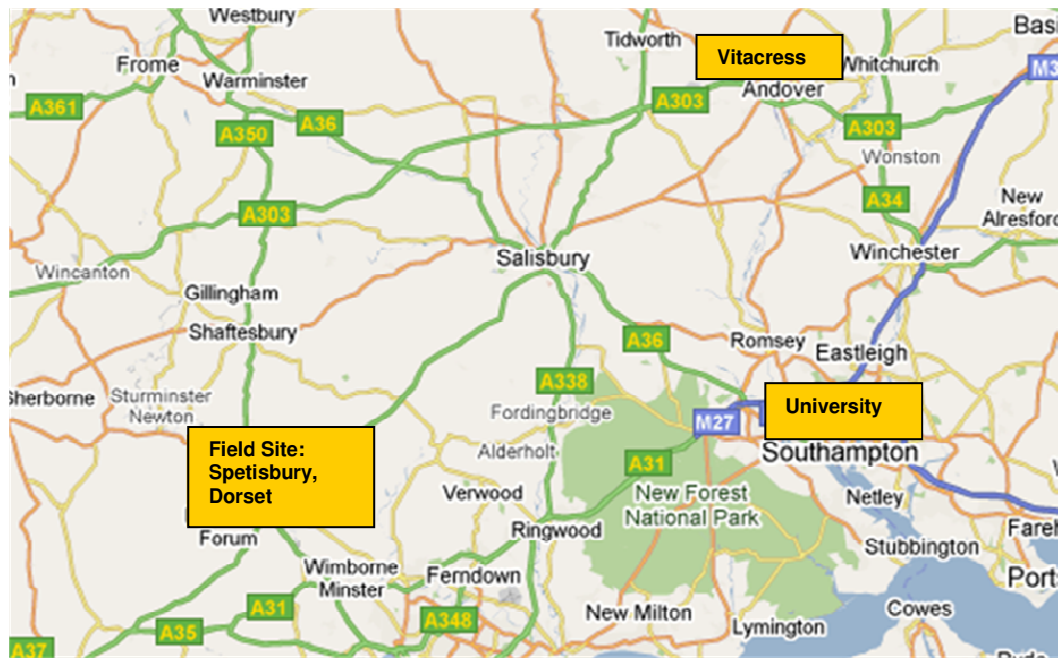 Westbury
Tidworth
Vitacress
Basi
Frome
Whitchurch
Warminster
M3
Andover
A361
A303
A36
A350
A303
Wonston
A34
New
Alresford
A303
Winchester
Salisbury
Wincanton
Gillingham
Shaftesbury
A36
Romsey
Eastleigh
Sherborne
Sturminster
Newton
A338
Fordingbridge
University
M27
Field Site:
Spetisbury,
Dorset
Alderholt
A31
Southampton
Verwood
New Forest
National Park
Netley
Ringwood
Fareh
Forum
Stubbington
Wimborne
Minster
Ferndown
Ports
A31
New Milton
Cowes
A35
A348
Lymington
A37